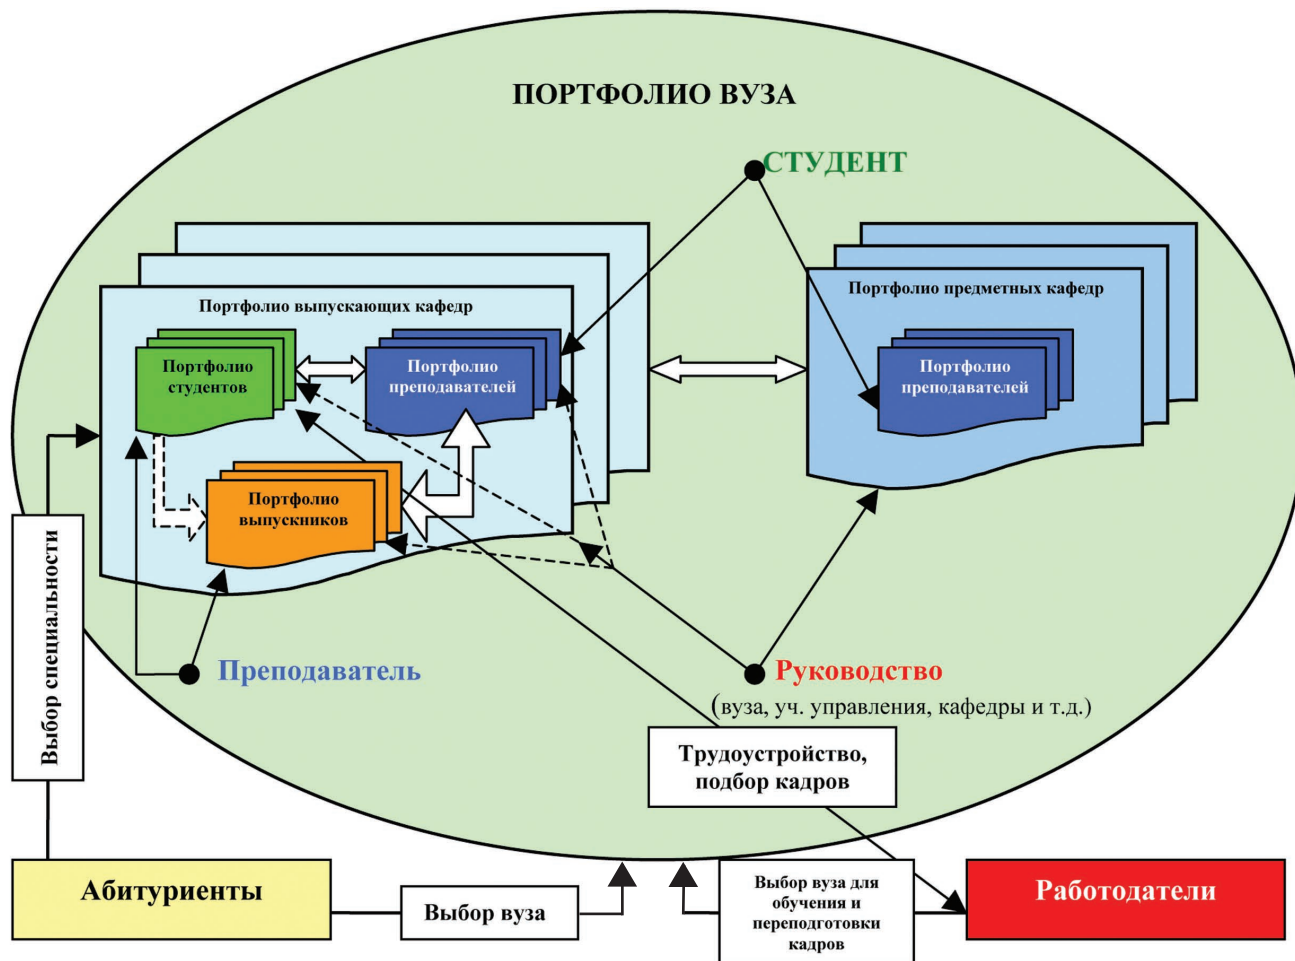 ПОРТФОЛИО ВУЗА
СТУДЕНТ
Портфолио выпускающих кафедр
Портфолио предметных кафедр
Портфолио
студентов
Портфолио
преподавателей
Портфолио
преподавателей
Портфолио
выпускников
Выбор специальности
Преподаватель
Руководство
(вуза, уч. управления, кафедры и т.д.)
Трудоустройство,
подбор кадров
Абитуриенты
Выбор вуза
Выбор вуза для
обучения и
переподготовки
кадров
Работодатели